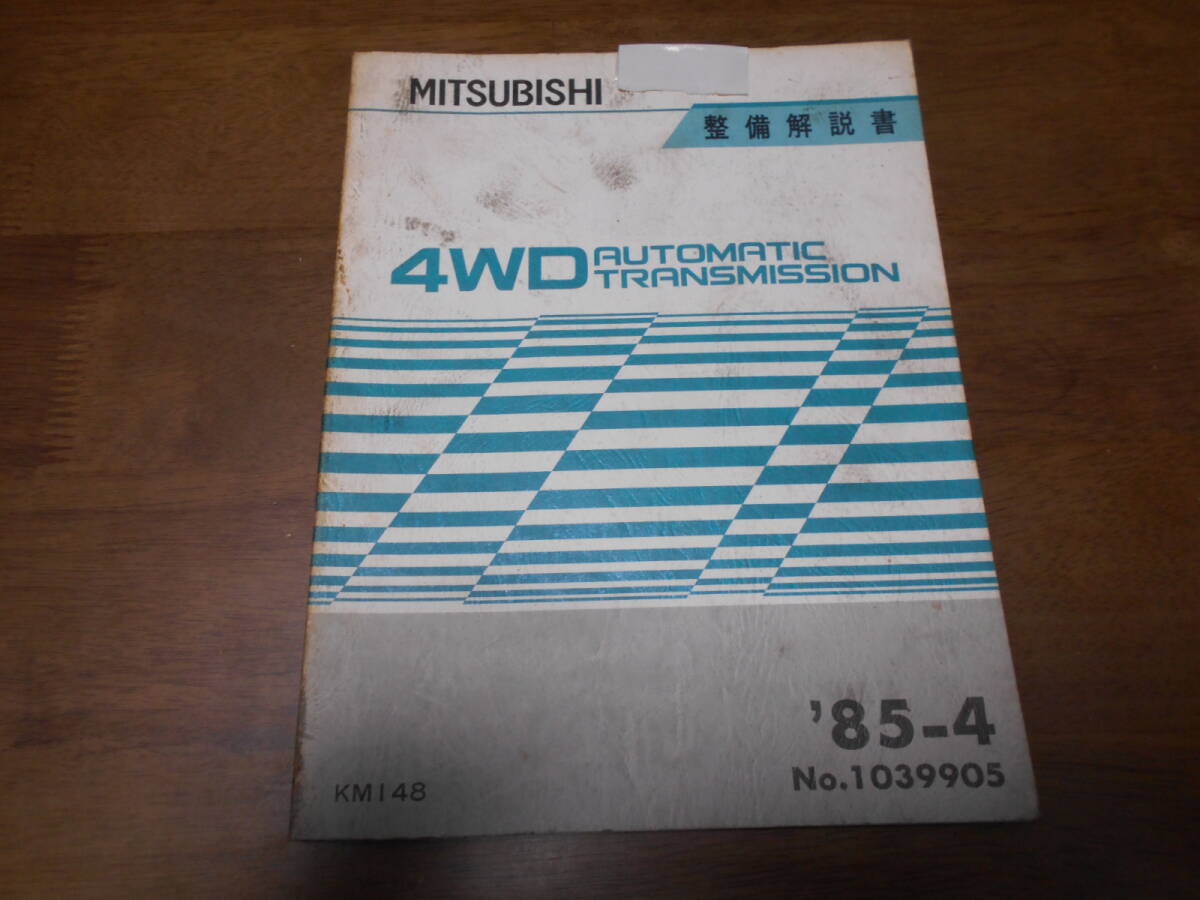 MITSUBISHI
整備解説書
4WD AUTOMATIC
TRANSMISSION
'85-4
No.1039905
KM148